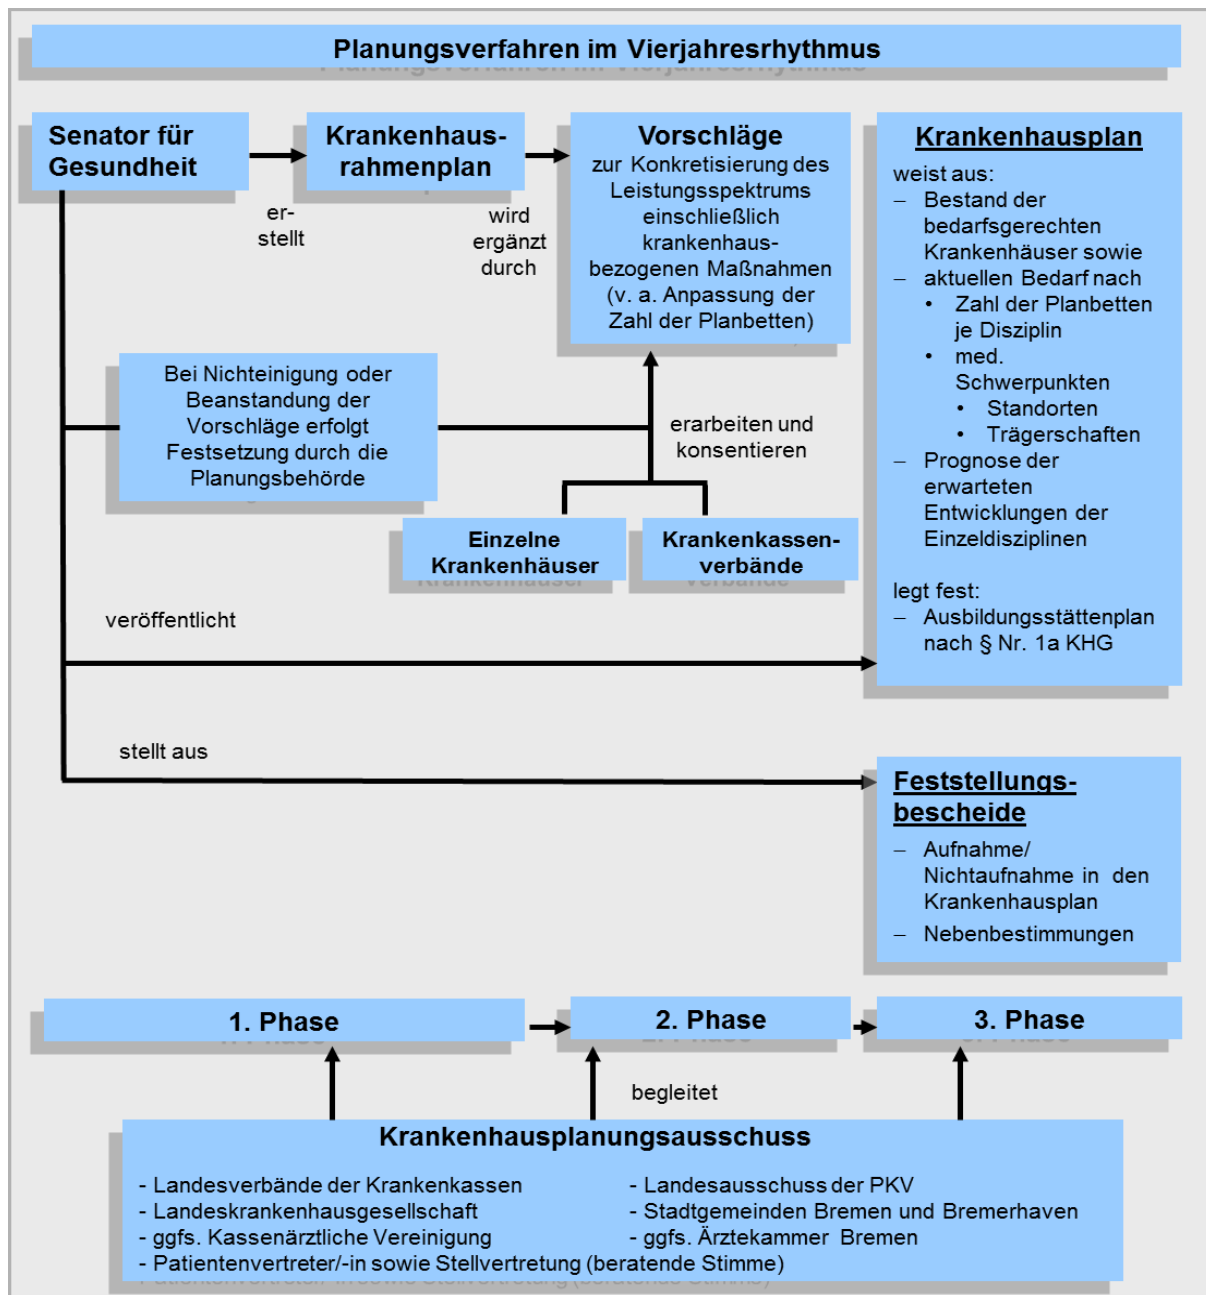 Planungsverfahren im Vierjahresrhythmus
Senator für
Gesundheit
er-
stellt
Krankenhaus-
rahmenplan
wird
ergänzt
durch
Vorschläge
zur Konkretisierung des
Leistungsspektrums
einschließlich
krankenhaus-
bezogenen Maßnahmen
(v. a. Anpassung der
Zahl der Planbetten)
Bei Nichteinigung oder
Beanstandung der
Vorschläge erfolgt
Festsetzung durch die
Planungsbehörde
erarbeiten und
konsentieren
Einzelne
Krankenhäuser
Krankenkassen-
verbände
veröffentlicht
Krankenhausplan
weist aus:
– Bestand der
bedarfsgerechten
Krankenhäuser sowie
– aktuellen Bedarf nach
• Zahl der Planbetten
je Disziplin
• med.
Schwerpunkten
• Standorten
• Trägerschaften
– Prognose der
erwarteten
Entwicklungen der
Einzeldisziplinen
legt fest:
– Ausbildungsstättenplan
nach § Nr. 1a KHG
stellt aus
Feststellungs-
bescheide
– Aufnahme/
Nichtaufnahme in den
Krankenhausplan
– Nebenbestimmungen
1. Phase
2. Phase
3. Phase
begleitet
Krankenhausplanungsausschuss
- Landesverbände der Krankenkassen
- Landeskrankenhausgesellschaft
- ggfs. Kassenärztliche Vereinigung
- Patientenvertreter/-in sowie Stellvertretung (beratende Stimme)
- Landesausschuss der PKV
- Stadtgemeinden Bremen und Bremerhaven
- ggfs. Ärztekammer Bremen